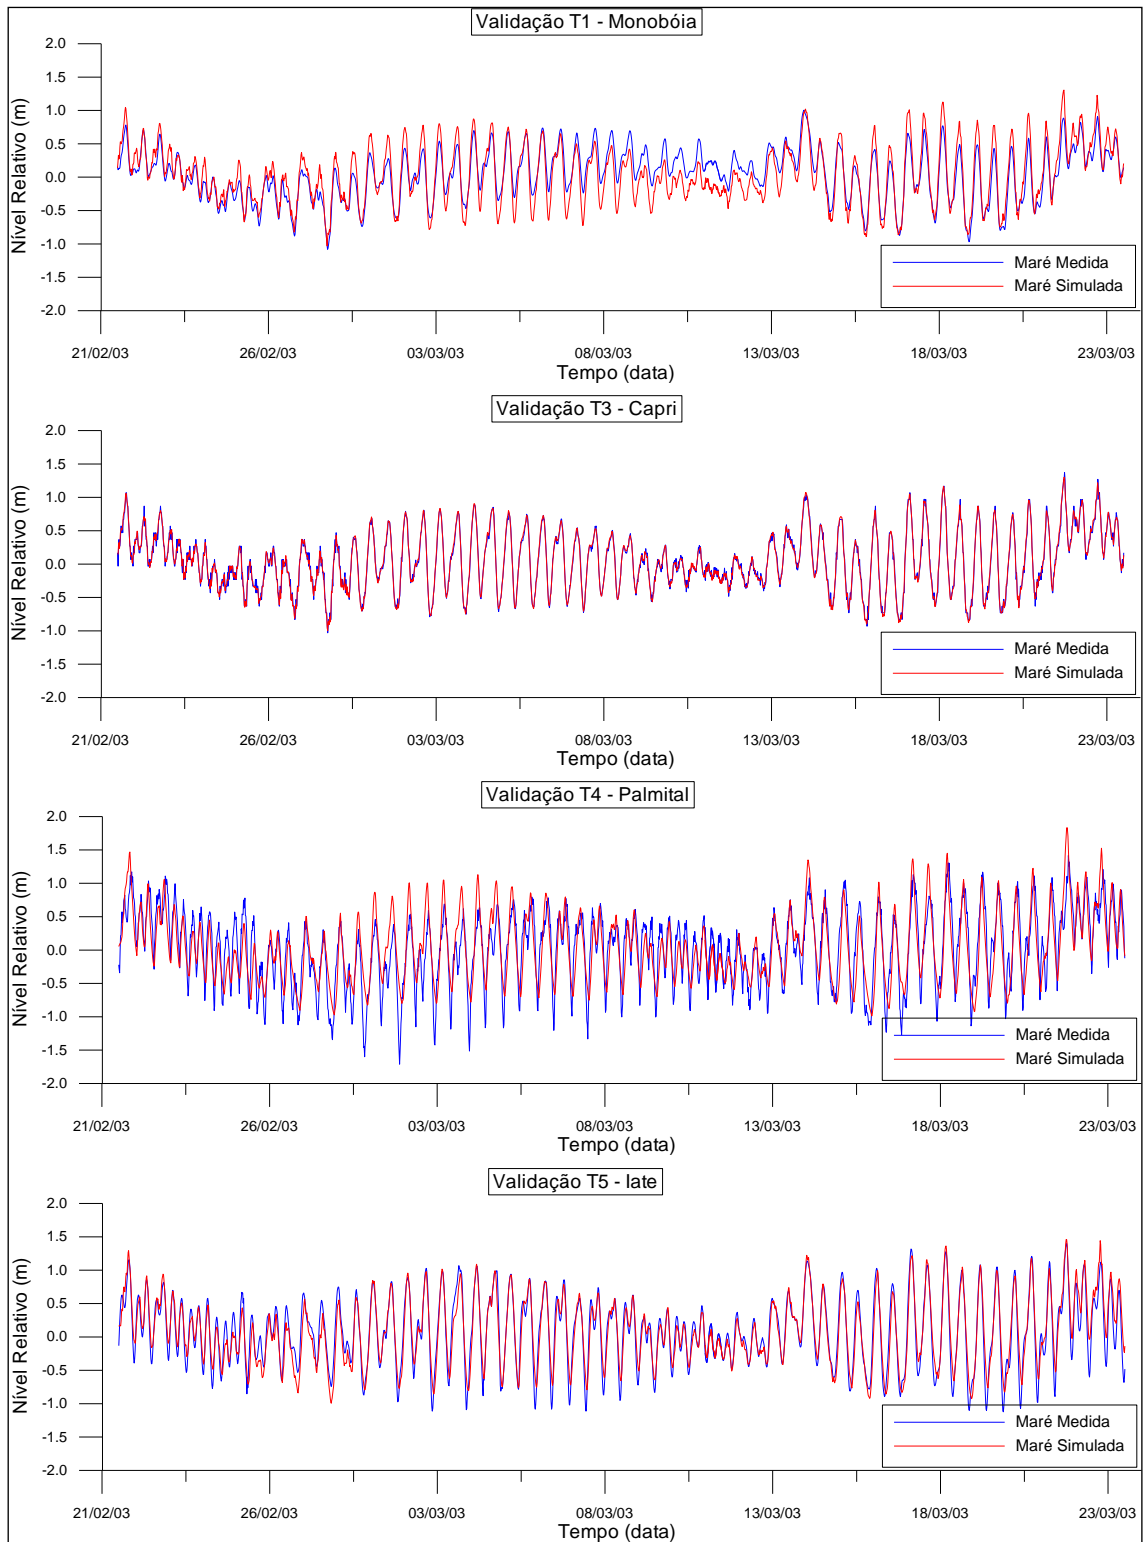 Validação T1 - Monobóia
Nível Relativo (m)
2.0
1.5
1.0
0.5
0.0
-0.5
-1.0
-1.5
-2.0
Maré Medida
Maré Simulada
21/02/03 26/02/03 03/03/03 08/03/03 13/03/03 18/03/03 23/03/03
Tempo (data)
Validação T3 - Capri
Nível Relativo (m)
2.0
1.5
1.0
0.5
0.0
-0.5
-1.0
-1.5
-2.0
Maré Medida
Maré Simulada
21/02/03 26/02/03 03/03/03 08/03/03 13/03/03 18/03/03 23/03/03
Tempo (data)
Validação T4 - Palmital
Nível Relativo (m)
2.0
1.5
1.0
0.5
0.0
-0.5
-1.0
-1.5
-2.0
Maré Medida
Maré Simulada
21/02/03 26/02/03 03/03/03 08/03/03 13/03/03 18/03/03 23/03/03
Tempo (data)
Validação T5 - Iate
Nível Relativo (m)
2.0
1.5
1.0
0.5
0.0
-0.5
-1.0
-1.5
-2.0
Maré Medida
Maré Simulada
21/02/03 26/02/03 03/03/03 08/03/03 13/03/03 18/03/03 23/03/03
Tempo (data)